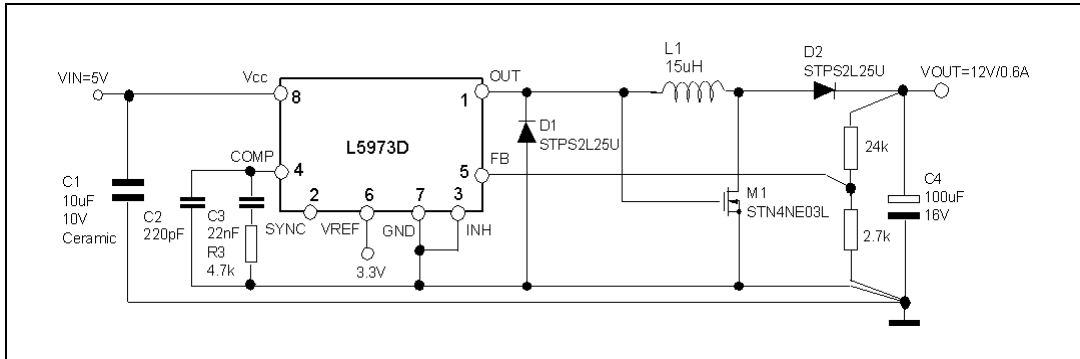 VIN=5V
Vcc
8
OUT
1
L1
15uH
D2
STPS2L25U
VOUT=12V/0.6A
L5973D
D1
STPS2L25U
COMP
4
FB
5
24k
C1
10uF
10V
Ceramic
C2
220pF
C3
22nF
R3
4.7k
2
SYNC
6
VREF
3.3V
7
GND
3
INH
M1
STN4NE03L
2.7k
C4
100uF
16V